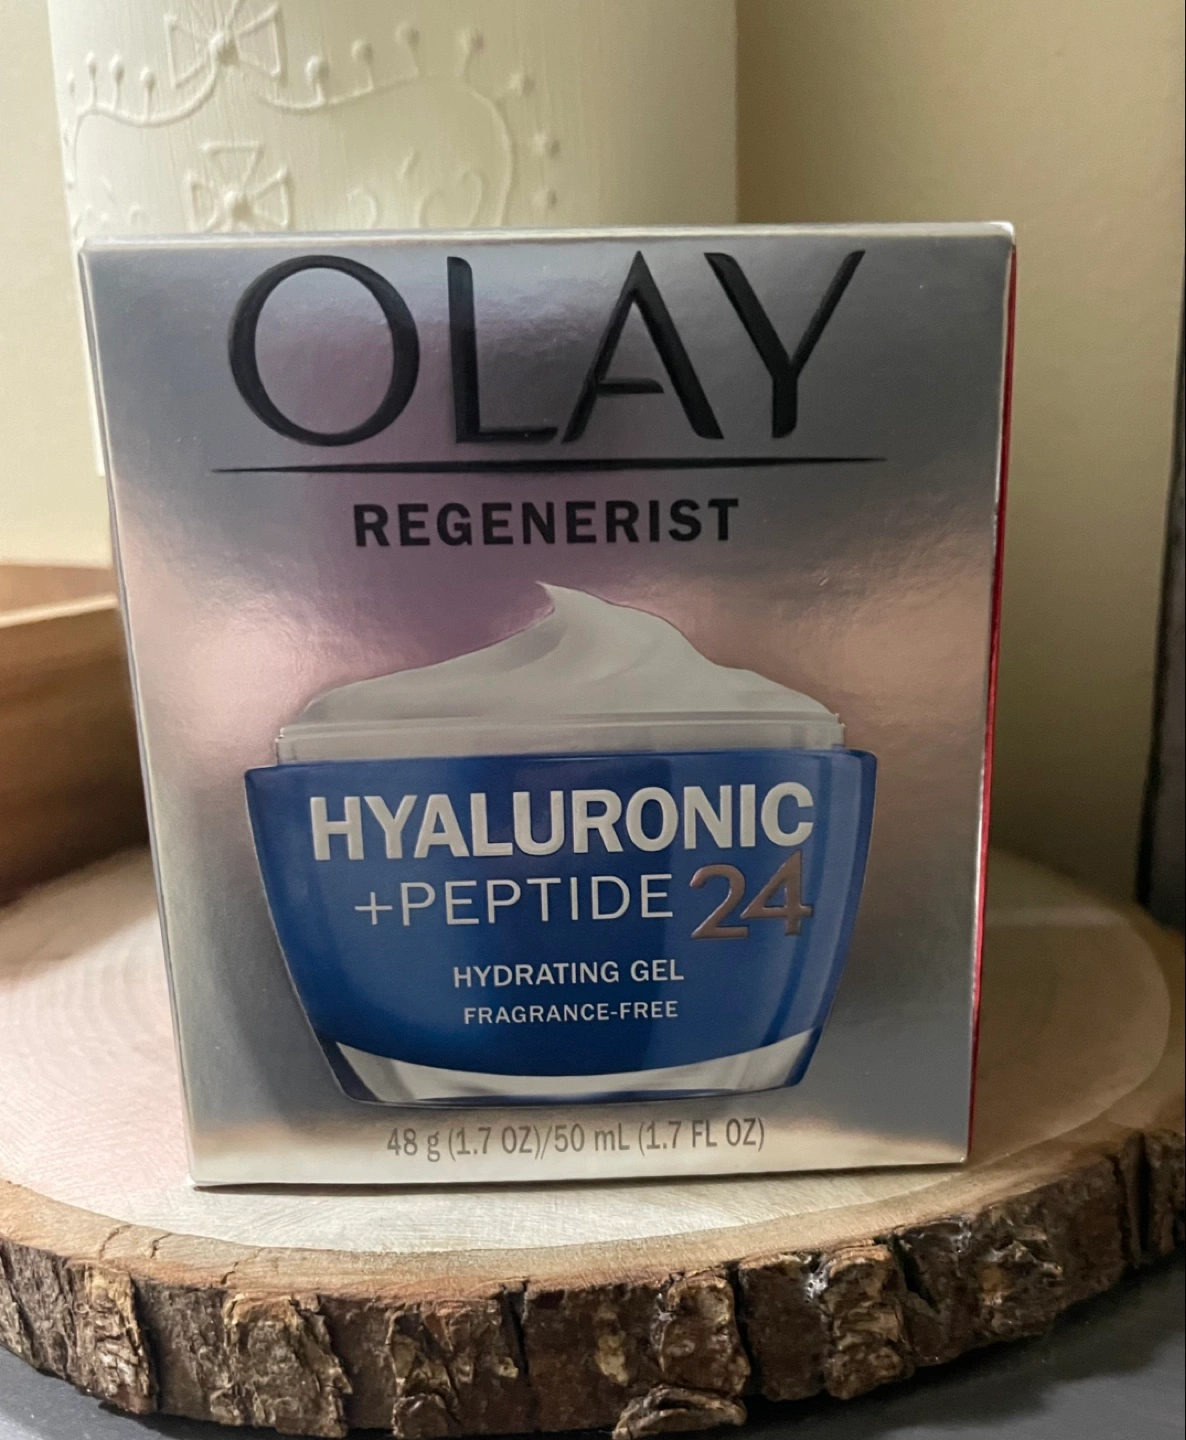 OLAY
REGENERIST
HYALURONIC
+PEPTIDE 24
HYDRATING GEL
FRAGRANCE-FREE
48 g (1.7 OZ)/50 mL (1.7 FL OZ)